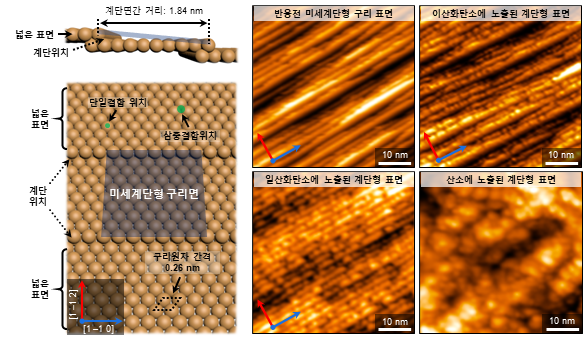 계단면간 거리: 1.84 nm
넓은 표면
계단위치
넓은
표면
단일결함 위치
삼중결함위치
계단
위치
미세계단형 구리면
넓은
표면
구리원자 간격
0.26 nm
[1 –1 2]
[1 –1 0]
반응전 미세계단형 구리 표면
10 nm
이산화탄소에 노출된 계단형 표면
10 nm
일산화탄소에 노출된 계단형 표면
10 nm
산소에 노출된 계단형 표면
10 nm